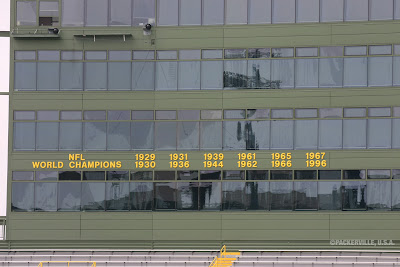 NFL 1929 1931 1939 1961 1965 1967
WORLD CHAMPIONS 1930 1936 1944 1962 1966 1996
©PACKERVILLE, U.S.A.